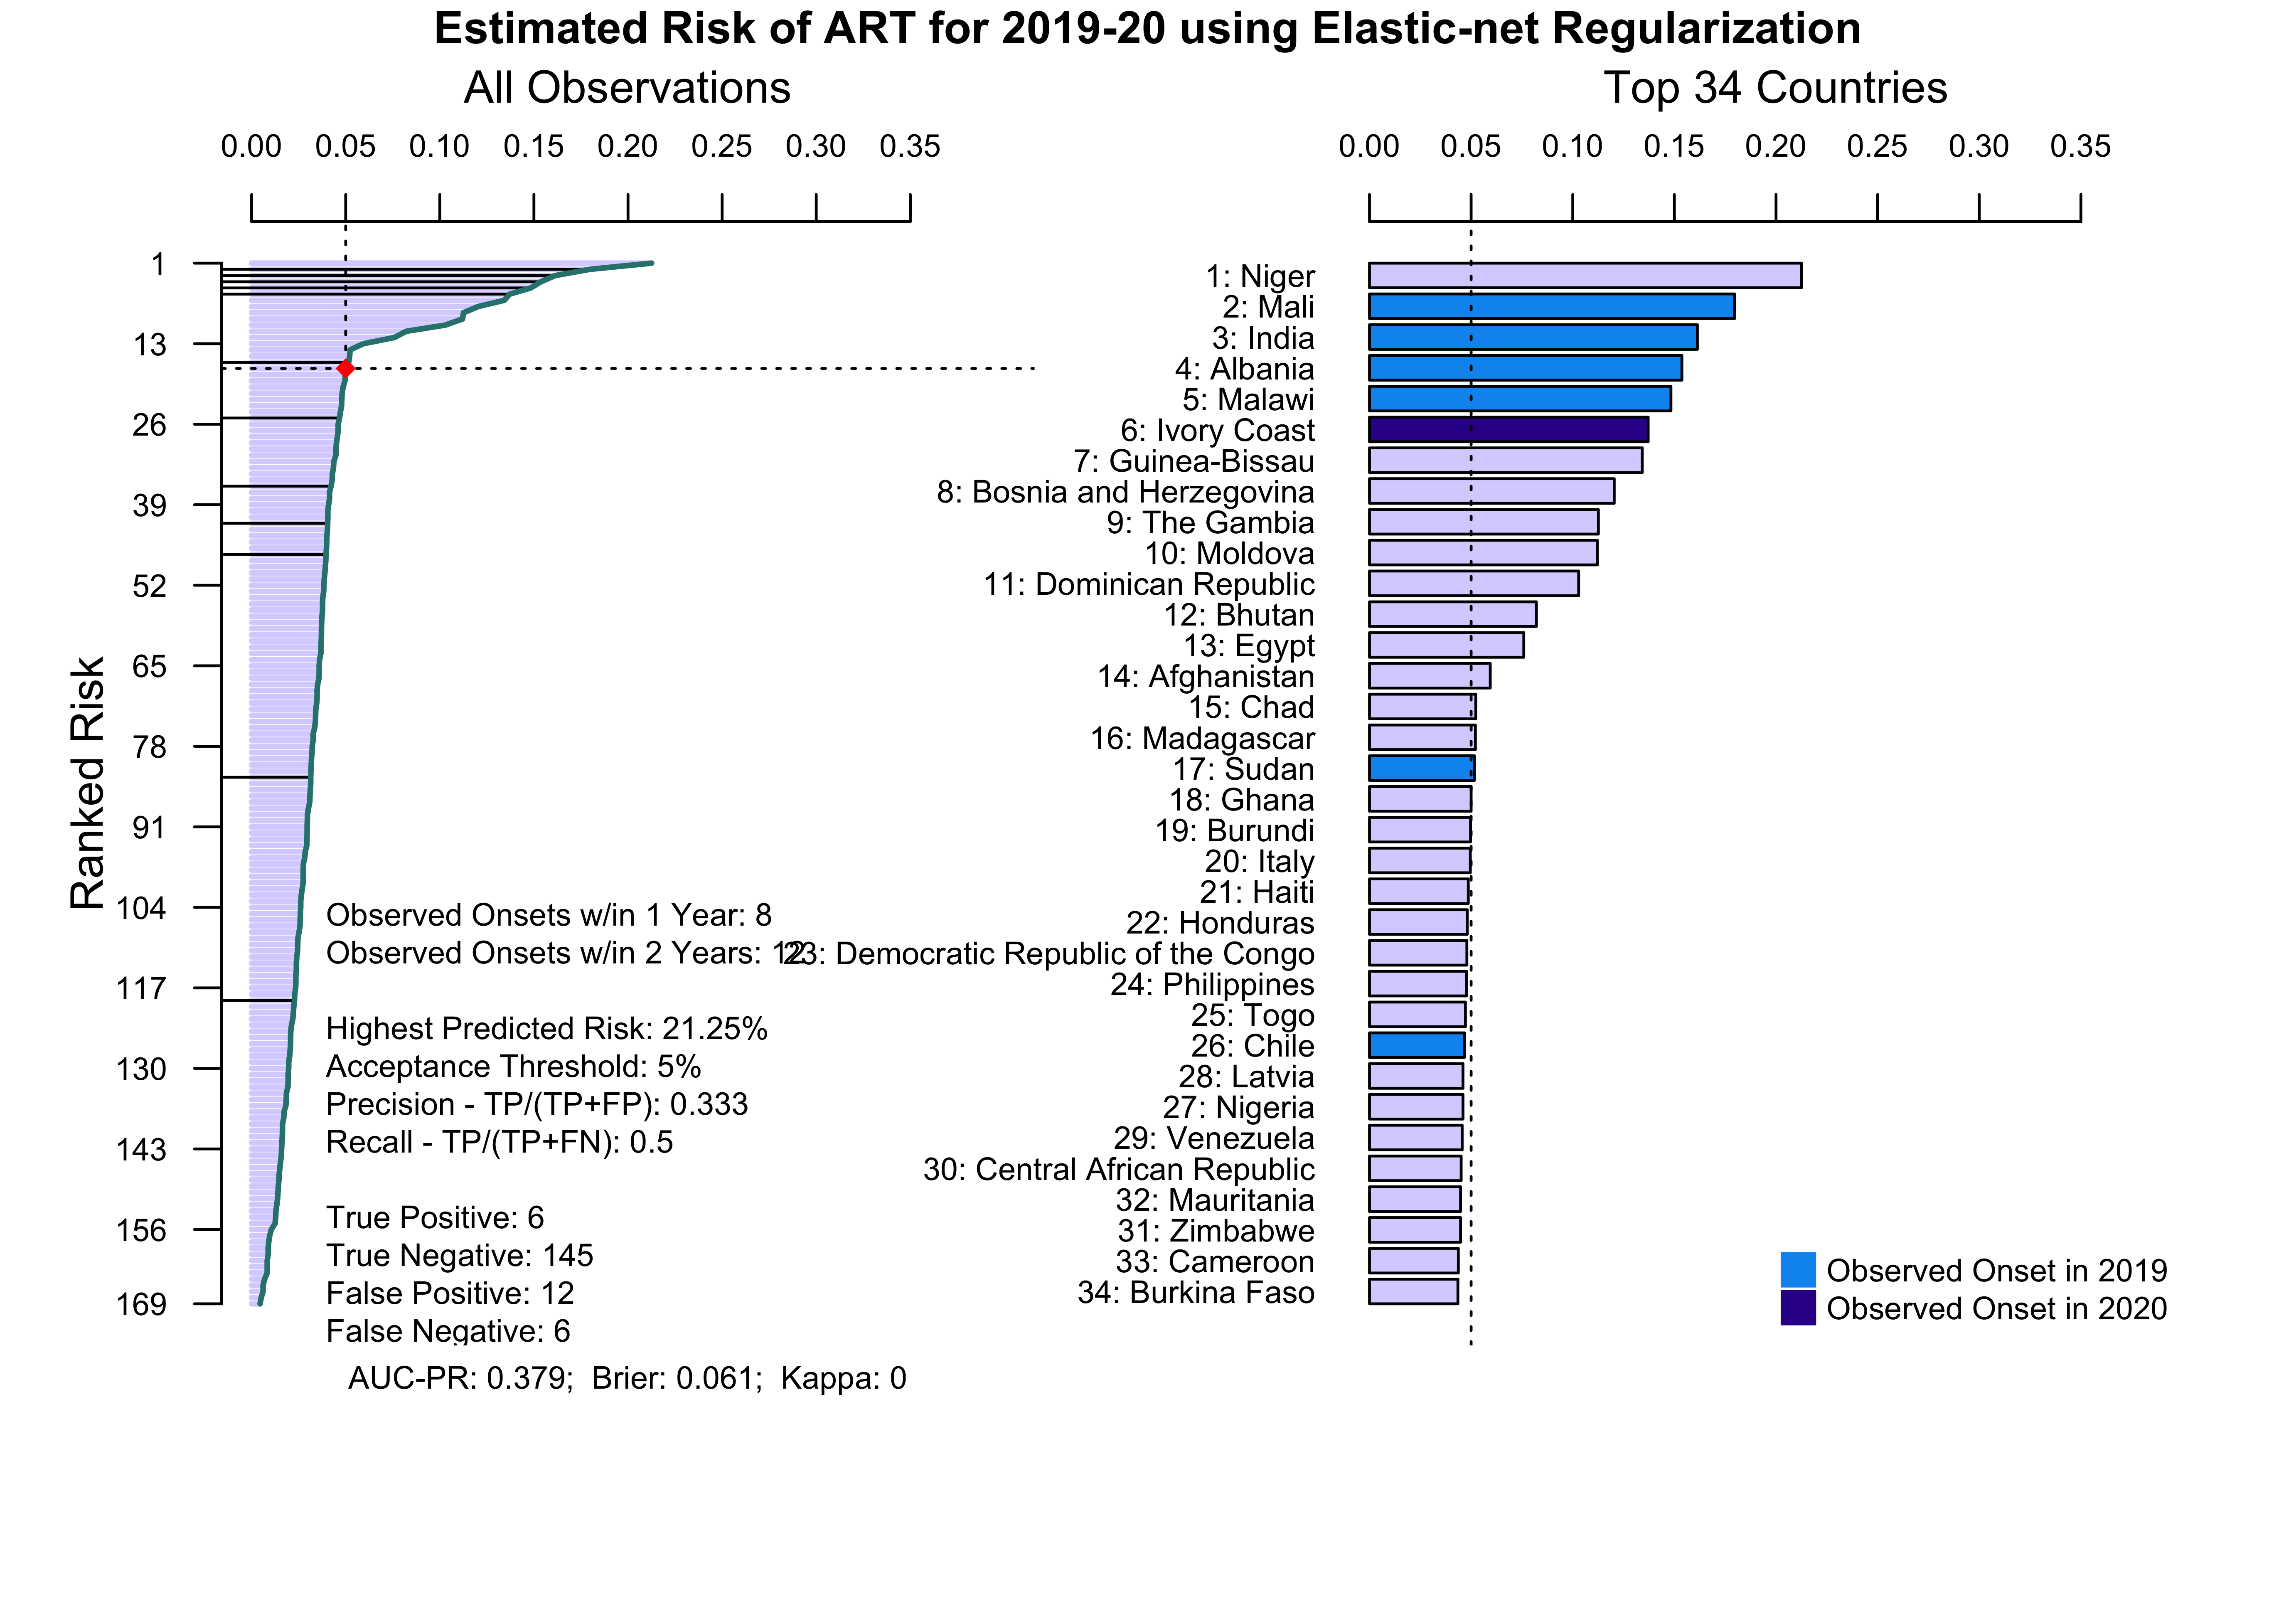 Estimated Risk of ART for 2019-20 using Elastic-net Regularization
All Observations
0.00 0.05 0.10 0.15 0.20 0.25 0.30 0.35
Ranked Risk
1
13
26
39
52
65
78
91
104
117
130
143
156
169
Observed Onsets w/in 1 Year: 8
Observed Onsets w/in 2 Years: 12
Highest Predicted Risk: 21.25%
Acceptance Threshold: 5%
Precision - TP/(TP+FP): 0.333
Recall - TP/(TP+FN): 0.5
True Positive: 6
True Negative: 145
False Positive: 12
False Negative: 6
AUC-PR: 0.379; Brier: 0.061; Kappa: 0
Top 34 Countries
0.00 0.05 0.10 0.15 0.20 0.25 0.30 0.35
1: Niger
2: Mali
3: India
4: Albania
5: Malawi
6: Ivory Coast
7: Guinea-Bissau
8: Bosnia and Herzegovina
9: The Gambia
10: Moldova
11: Dominican Republic
12: Bhutan
13: Egypt
14: Afghanistan
15: Chad
16: Madagascar
17: Sudan
18: Ghana
19: Burundi
20: Italy
21: Haiti
22: Honduras
23: Democratic Republic of the Congo
24: Philippines
25: Togo
26: Chile
28: Latvia
27: Nigeria
29: Venezuela
30: Central African Republic
32: Mauritania
31: Zimbabwe
33: Cameroon
34: Burkina Faso
Observed Onset in 2019
Observed Onset in 2020